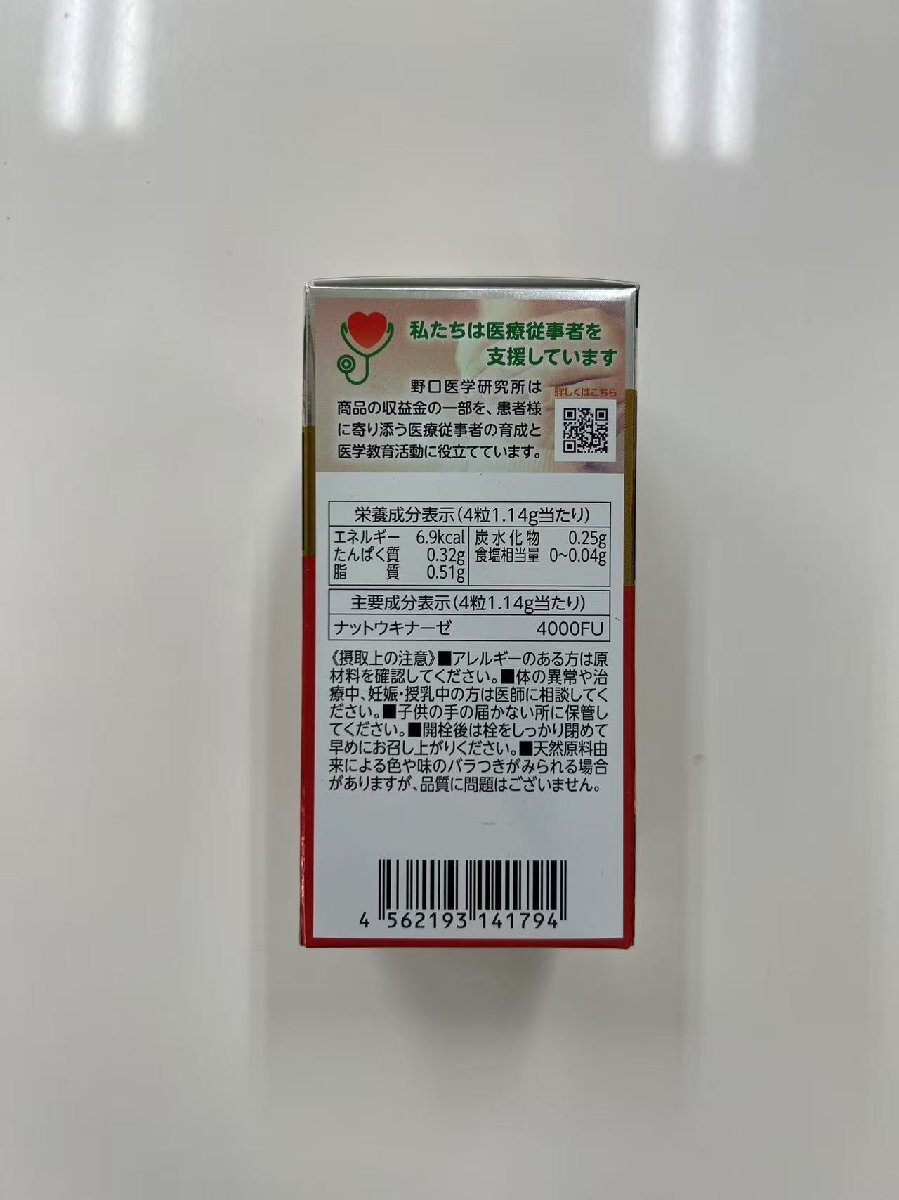 私たちは医療従事者を
支援しています
野口医学研究所は
詳しくはこちら
商品の収益金の一部を、患者様
に寄り添う医療従事者の育成と
医学教育活動に役立てています。
栄養成分表示(4粒1.14g当たり)
エネルギー 6.9kcal 炭水化物 0.25g
たんぱく質 0.32g 食塩相当量 0~0.04g
脂質 0.51g
主要成分表示(4粒1.14g当たり)
ナットウキナーゼ 4000FU
《摂取上の注意》■アレルギーのある方は原
材料を確認してください。■体の異常や治
療中、妊娠・授乳中の方は医師に相談してく
ださい。■子供の手の届かない所に保管し
てください。■開栓後は栓をしっかり閉めて
早めにお召し上がりください。■天然原料由
来による色や味のバラつきがみられる場合
がありますが、品質に問題はございません。
4 562193 141794